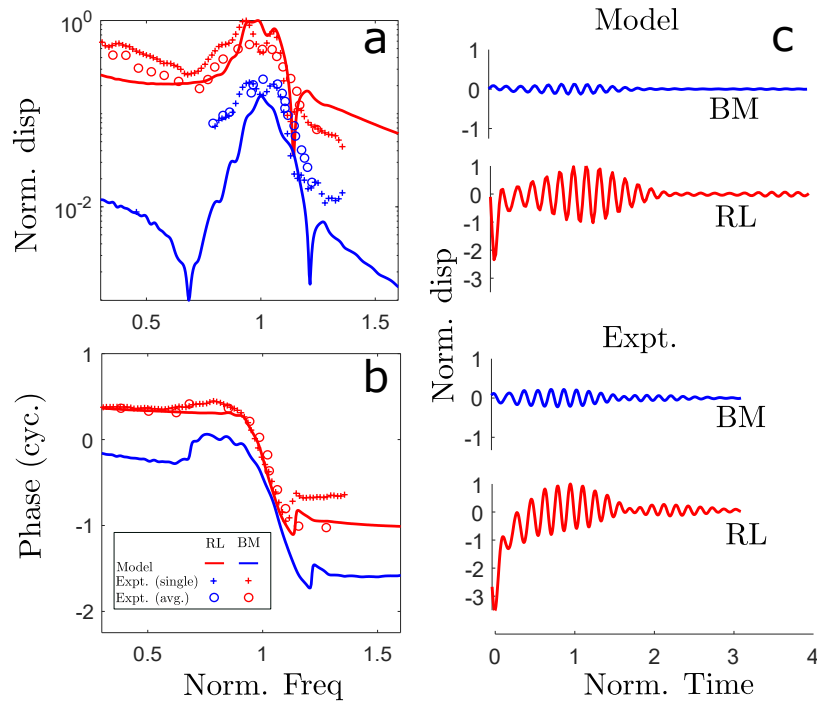 a
10^0
10^-2
Norm. disp
0.5 1 1.5
b
1
0
-1
-2
Phase (cyc.)
RL BM
Model
Expt. (single)
Expt. (avg.)
0.5 1 1.5
Norm. Freq
Model
c
1
0
-1
BM
1
0
-1
-2
-3
RL
Norm. disp
Expt.
1
0
-1
BM
1
0
-1
-2
-3
RL
0 1 2 3 4
Norm. Time